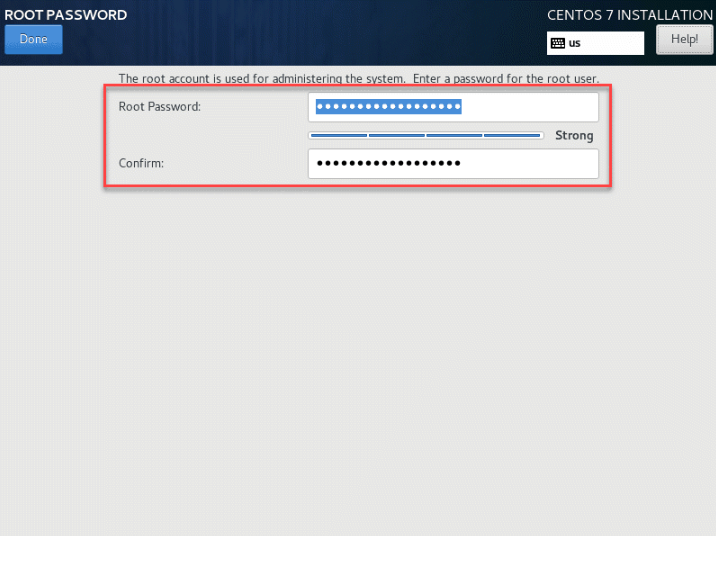 ROOT PASSWORD
CENTOS 7 INSTALLATION
Done
us
Help!
The root account is used for administering the system. Enter a password for the root user.
Root Password: ••••••••••••••••••
Strong
Confirm: ••••••••••••••••••